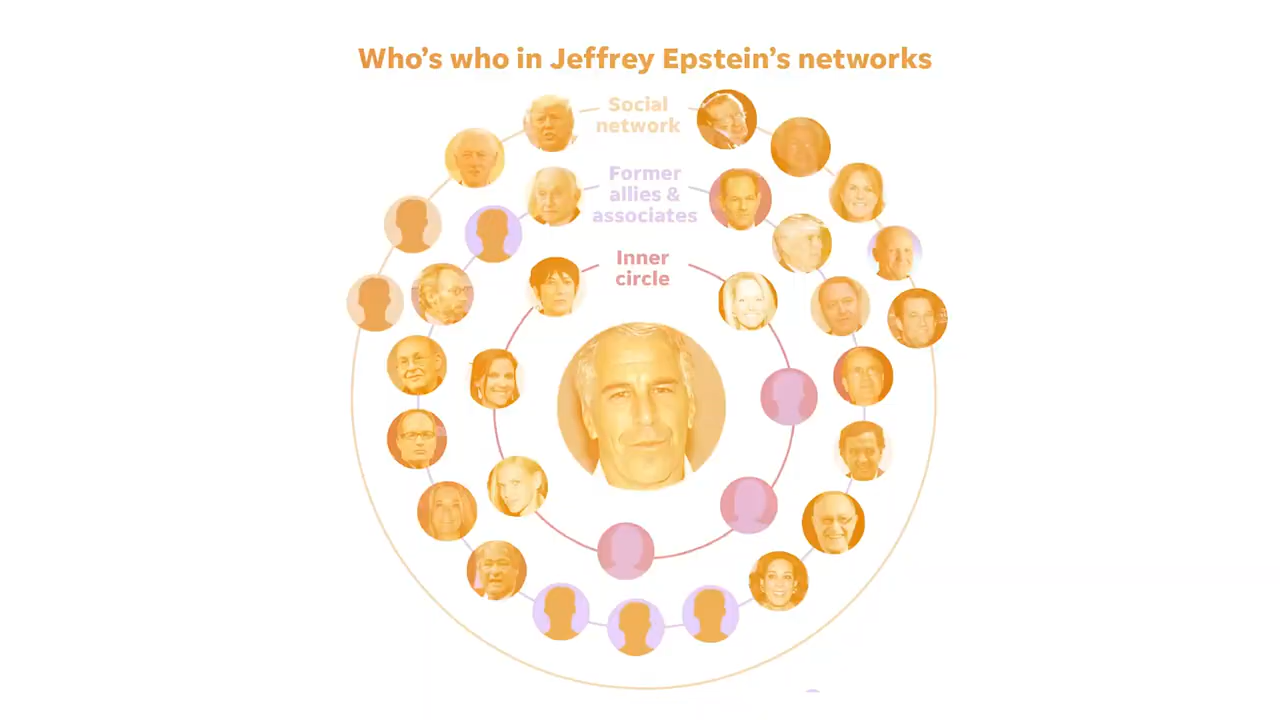 Who’s who in Jeffrey Epstein’s networks
Social
network
Former
allies &
associates
Inner
circle